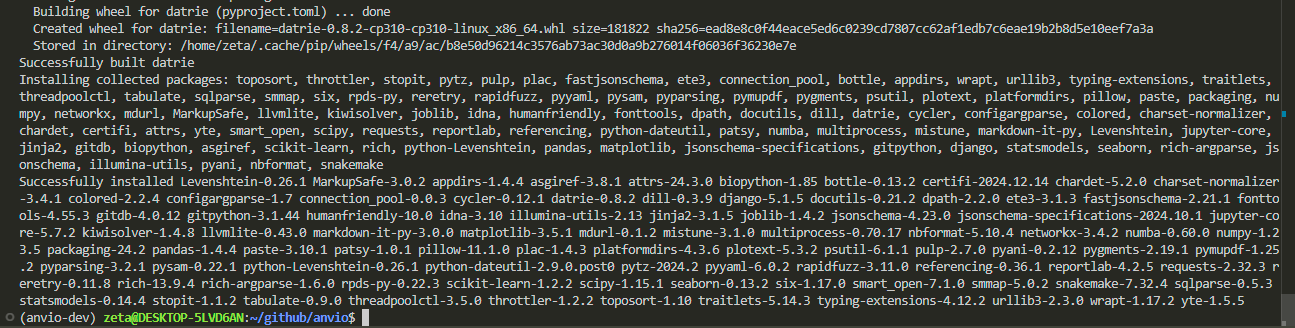 Building wheel for datrie (pyproject.toml) ... done
Created wheel for datrie: filename=datrie-0.8.2-cp310-cp310-linux_x86_64.whl size=181822 sha256=ead8e8c0f44eace5ed6c0239cd7807cc62af1edb7c6eae19b2b8d5e10eef7a3a
Stored in directory: /home/zeta/.cache/pip/wheels/f4/a9/ac/b8e50d96214c3576ab73ac30d0a9b276014f06036f36230e7e
Successfully built datrie
Installing collected packages: toposort, throttler, stopit, pytz, pulp, plac, fastjsonschema, ete3, connection_pool, bottle, appdirs, wrapt, urllib3, typing-extensions, traitlets,
threadpoolctl, tabulate, sqlparse, smmap, six, rpds-py, reretry, rapidfuzz, pyyaml, pysam, pyparsing, pymupdf, pygments, psutil, plotext, platformdirs, pillow, paste, packaging, nu
mpy, networkx, mdurl, MarkupSafe, llvmlite, kiwisolver, joblib, idna, humanfriendly, fonttools, dpath, docutils, dill, datrie, cycler, configargparse, colored, charset-normalizer,
chardet, certifi, attrs, yte, smart_open, scipy, requests, reportlab, referencing, python-dateutil, patsy, numba, multiprocess, mistune, markdown-it-py, Levenshtein, jupyter-core,
jinja2, gitdb, biopython, asgiref, scikit-learn, rich, python-Levenshtein, pandas, matplotlib, jsonschema-specifications, gitpython, django, statsmodels, seaborn, rich-argparse, js
onschema, illumina-utils, pyani, nbformat, snakemake
Successfully installed Levenshtein-0.26.1 MarkupSafe-3.0.2 appdirs-1.4.4 asgiref-3.8.1 attrs-24.3.0 biopython-1.85 bottle-0.13.2 certifi-2024.12.14 chardet-5.2.0 charset-normalizer
-3.4.1 colored-2.2.4 configargparse-1.7 connection_pool-0.0.3 cycler-0.12.1 datrie-0.8.2 dill-0.3.9 django-5.1.5 docutils-0.21.2 dpath-2.2.0 ete3-3.1.3 fastjsonschema-2.21.1 fontto
ols-4.55.3 gitdb-4.0.12 gitpython-3.1.44 humanfriendly-10.0 idna-3.10 illumina-utils-2.13 jinja2-3.1.5 joblib-1.4.2 jsonschema-4.23.0 jsonschema-specifications-2024.10.1 jupyter-co
re-5.7.2 kiwisolver-1.4.8 llvmlite-0.43.0 markdown-it-py-3.0.0 matplotlib-3.5.1 mdurl-0.1.2 mistune-3.1.0 multiprocess-0.70.17 nbformat-5.10.4 networkx-3.4.2 numba-0.60.0 numpy-1.2
3.5 packaging-24.2 pandas-1.4.4 paste-3.10.1 patsy-1.0.1 pillow-11.1.0 plac-1.4.3 platformdirs-4.3.6 plotext-5.3.2 psutil-6.1.1 pulp-2.7.0 pyani-0.2.12 pygments-2.19.1 pymupdf-1.25
.2 pyparsing-3.2.1 pysam-0.22.1 python-Levenshtein-0.26.1 python-dateutil-2.9.0.post0 pytz-2024.2 pyyaml-6.0.2 rapidfuzz-3.11.0 referencing-0.36.1 reportlab-4.2.5 requests-2.32.3 r
eretry-0.11.8 rich-13.9.4 rich-argparse-1.6.0 rpds-py-0.22.3 scikit-learn-1.2.2 scipy-1.15.1 seaborn-0.13.2 six-1.17.0 smart_open-7.1.0 smmap-5.0.2 snakemake-7.32.4 sqlparse-0.5.3
statsmodels-0.14.4 stopit-1.1.2 tabulate-0.9.0 threadpoolctl-3.5.0 throttler-1.2.2 toposort-1.10 traitlets-5.14.3 typing-extensions-4.12.2 urllib3-2.3.0 wrapt-1.17.2 yte-1.5.5
(anvio-dev) zeta@DESKTOP-5LVD6AN:~/github/anvio$